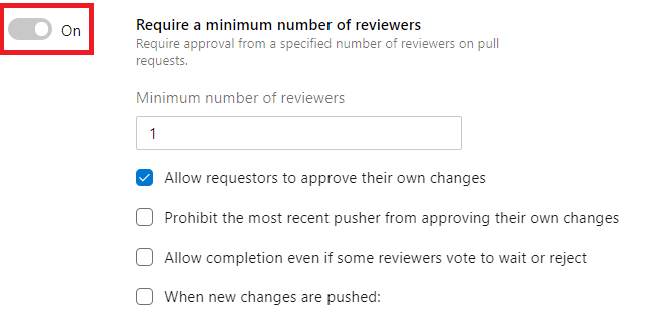 On
Require a minimum number of reviewers
Require approval from a specified number of reviewers on pull
requests.
Minimum number of reviewers
1
Allow requestors to approve their own changes
Prohibit the most recent pusher from approving their own changes
Allow completion even if some reviewers vote to wait or reject
When new changes are pushed: